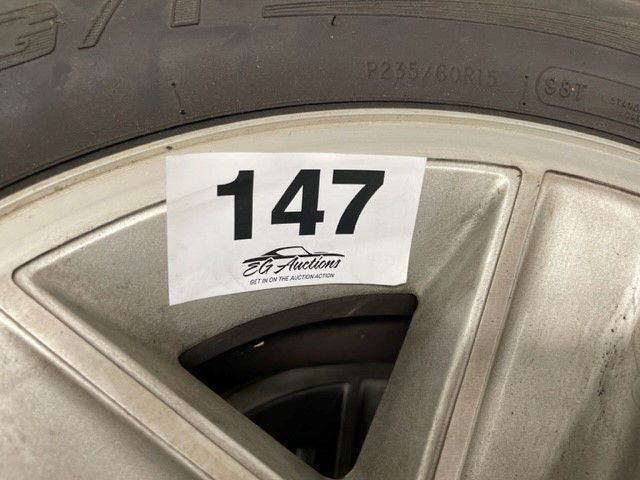 G/T
P235/60R15
98T
147
EG Auctions
GET IN ON THE AUCTION ACTION